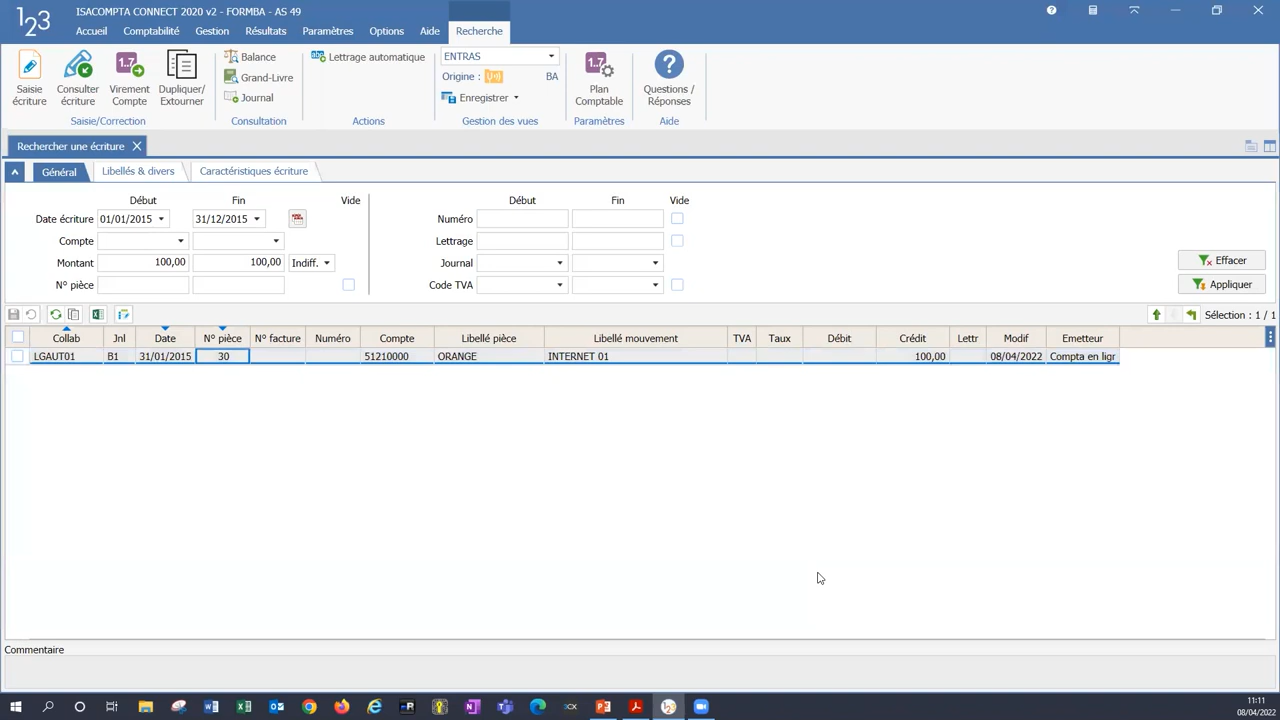 123
ISACOMPTA CONNECT 2020 v2 - FORMBA - AS 49
Accueil Comptabilité Gestion Résultats Paramètres Options Aide Recherche
Saisie écriture
Consulter écriture
1..7 Virement Compte
Dupliquer/ Extourner
Saisie/Correction
Balance
Grand-Livre
Journal
Consultation
Lettrage automatique
Actions
ENTRAS
Origine : BA
Enregistrer
Gestion des vues
1..7 Plan Comptable
Paramètres
Questions / Réponses
Aide
Rechercher une écriture
Général Libellés & divers Caractéristiques écriture
Début Fin Vide Début Fin Vide
Date écriture 01/01/2015 31/12/2015 Numéro
Compte Lettrage
Montant 100,00 100,00 Indiff. Journal
N° pièce Code TVA
Effacer
Appliquer
Sélection : 1 / 1
Collab Jnl Date N° pièce N° facture Numéro Compte Libellé pièce Libellé mouvement TVA Taux Débit Crédit Lettr Modif Emetteur
LGAUT01 B1 31/01/2015 30 51210000 ORANGE INTERNET 01 100,00 08/04/2022 Compta en ligr
Commentaire
11:11
08/04/2022